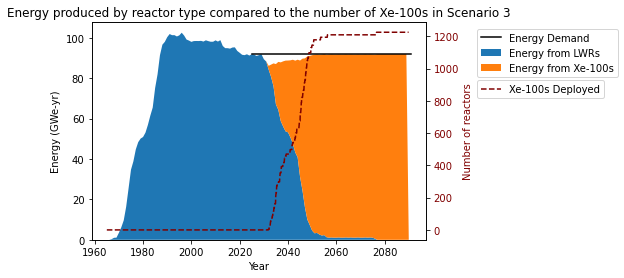 Energy produced by reactor type compared to the number of Xe-100s in Scenario 3
Energy (GWe-yr)
100
80
60
40
20
0
1960
1980
2000
2020
2040
2060
2080
Year
1200
1000
800
600
400
200
0
Number of reactors
Energy Demand
Energy from LWRs
Energy from Xe-100s
Xe-100s Deployed